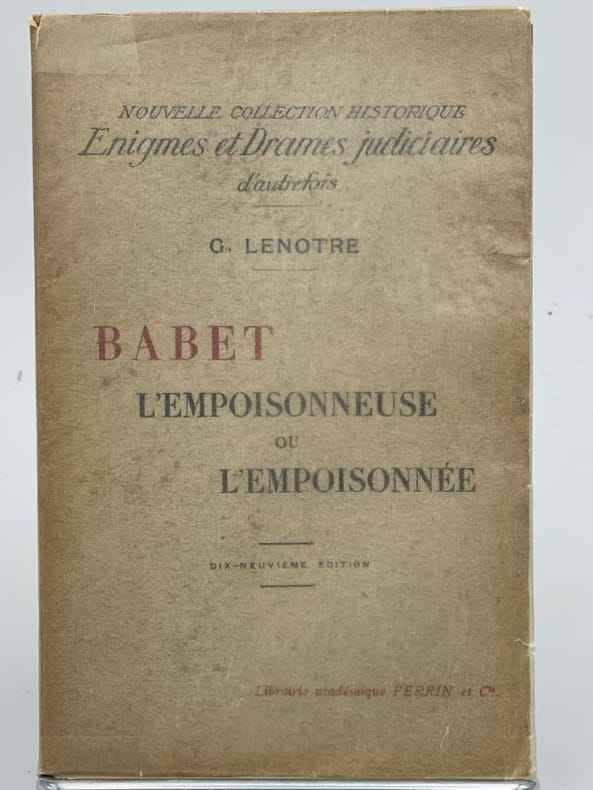 NOUVELLE COLLECTION HISTORIQUE
Enigmes et Drames judiciaires
d'autrefois
G. LENOTRE
BABET
L'EMPOISONNEUSE
OU
L'EMPOISONNÉE
DIX-NEUVIÈME ÉDITION
Librairie académique PERRIN et Cie.